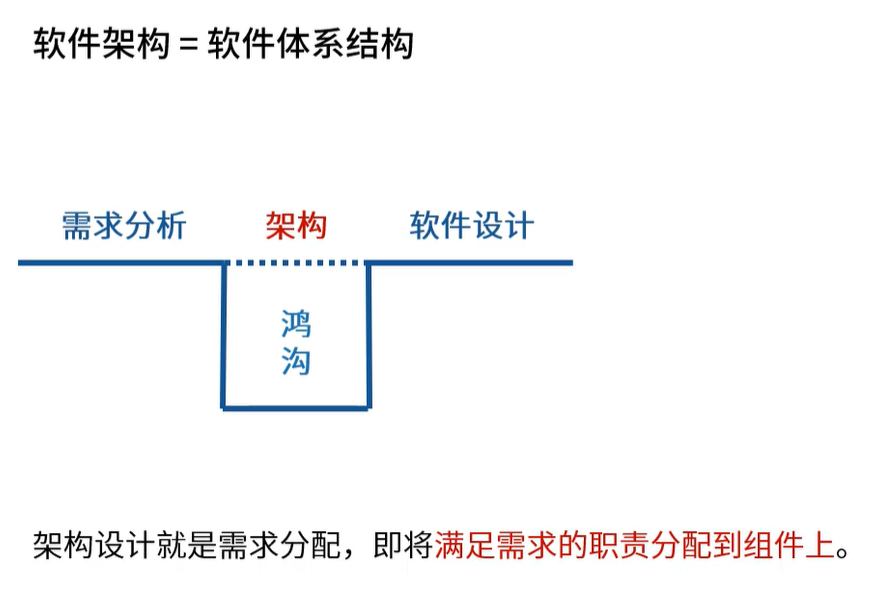 软件架构 = 软件体系结构
需求分析 架构 软件设计
鸿
沟
架构设计就是需求分配，即将满足需求的职责分配到组件上。